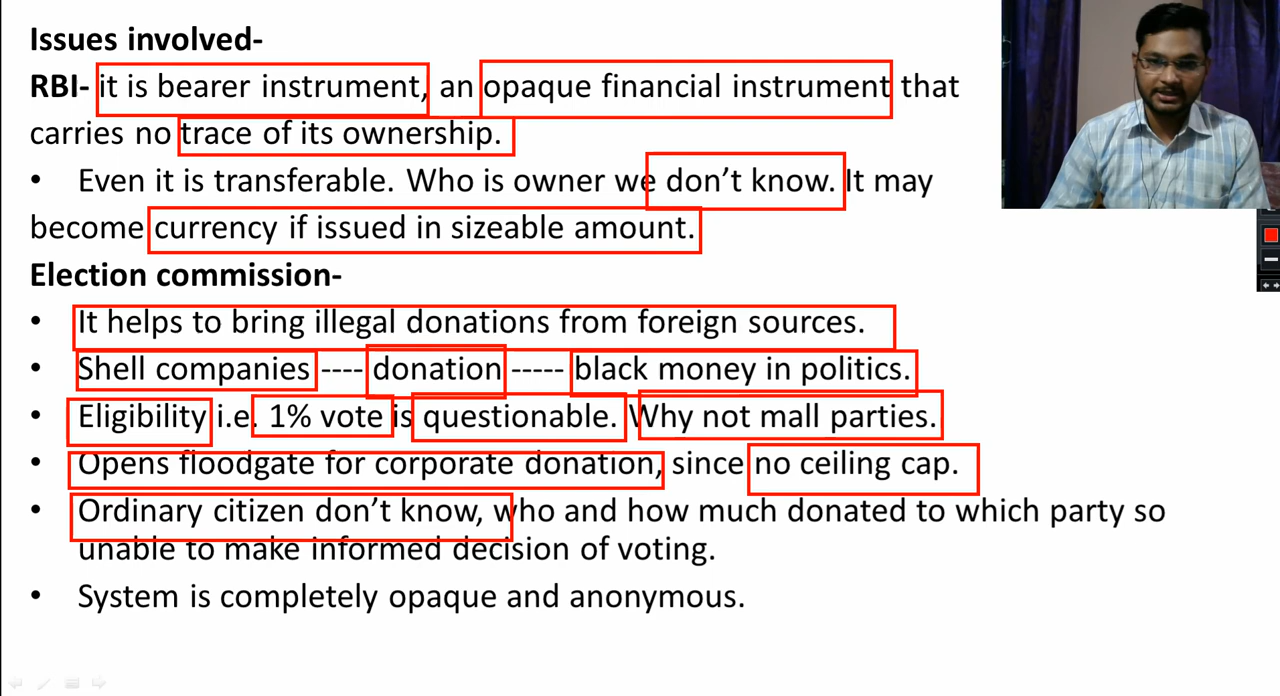 Issues involved-
RBI- it is bearer instrument, an opaque financial instrument that
carries no trace of its ownership.
• Even it is transferable. Who is owner we don't know. It may
become currency if issued in sizeable amount.
Election commission-
• It helps to bring illegal donations from foreign sources.
• Shell companies ---- donation ----- black money in politics.
• Eligibility i.e. 1% vote is questionable. Why not mall parties.
• Opens floodgate for corporate donation, since no ceiling cap.
• Ordinary citizen don't know, who and how much donated to which party so
unable to make informed decision of voting.
• System is completely opaque and anonymous.